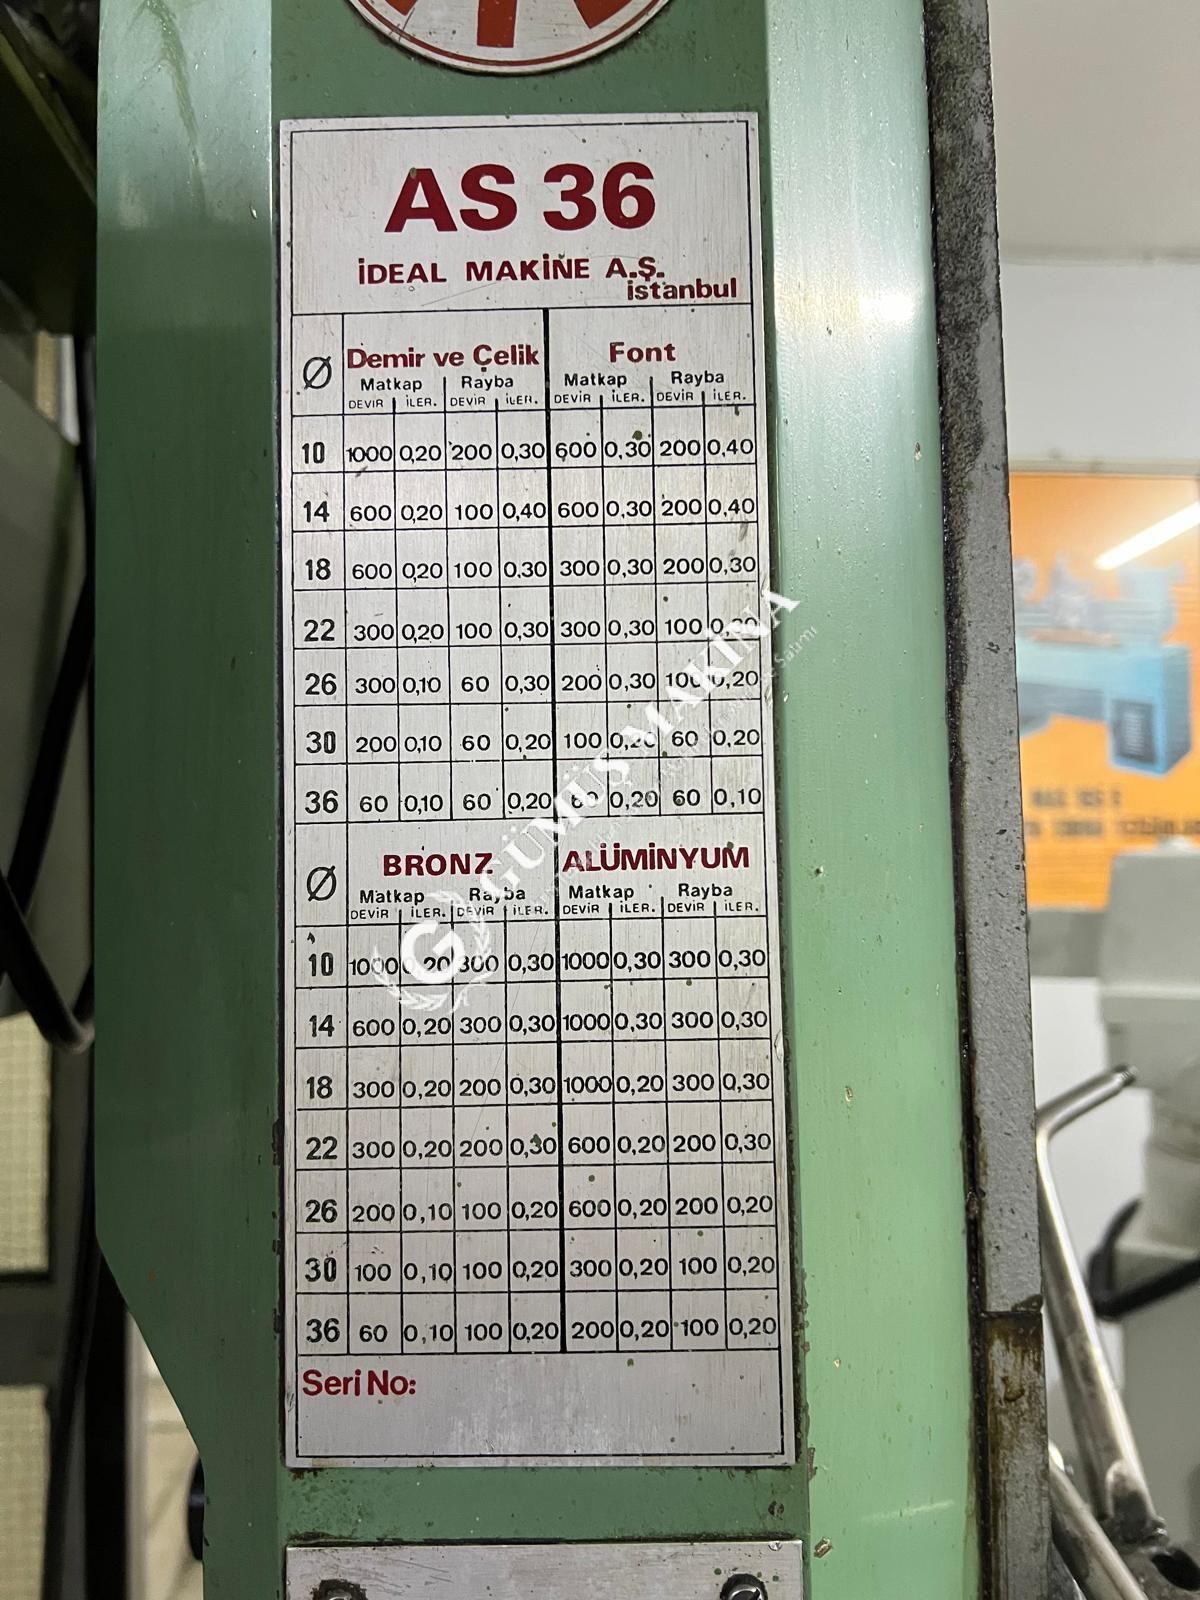 AS 36
İDEAL MAKİNE A.Ş.
istanbul
Ø Demir ve Çelik Font
Matkap Rayba Matkap Rayba
DEVİR İLER. DEVİR İLER. DEVİR İLER. DEVİR İLER.
10 1000 0,20 200 0,30 600 0,30 200 0,40
14 600 0,20 100 0,40 600 0,30 200 0,40
18 600 0,20 100 0,30 300 0,30 200 0,30
22 300 0,20 100 0,30 300 0,30 100
26 300 0,10 60 0,30 200 0,30 100 0,20
30 200 0,10 60 0,20 100 0,20 60 0,20
36 60 0,10 60 0,20 60 0,20 60 0,10
Ø BRONZ ALÜMİNYUM
Matkap Rayba Matkap Rayba
DEVİR İLER. DEVİR İLER. DEVİR İLER. DEVİR İLER.
10 1000 0,20 300 0,30 1000 0,30 300 0,30
14 600 0,20 300 0,30 1000 0,30 300 0,30
18 300 0,20 200 0,30 1000 0,20 300 0,30
22 300 0,20 200 0,30 600 0,20 200 0,30
26 200 0,10 100 0,20 600 0,20 200 0,20
30 100 0,10 100 0,20 300 0,20 100 0,20
36 60 0,10 100 0,20 200 0,20 100 0,20
Seri No:
G GÜMÜŞ MAKİNA